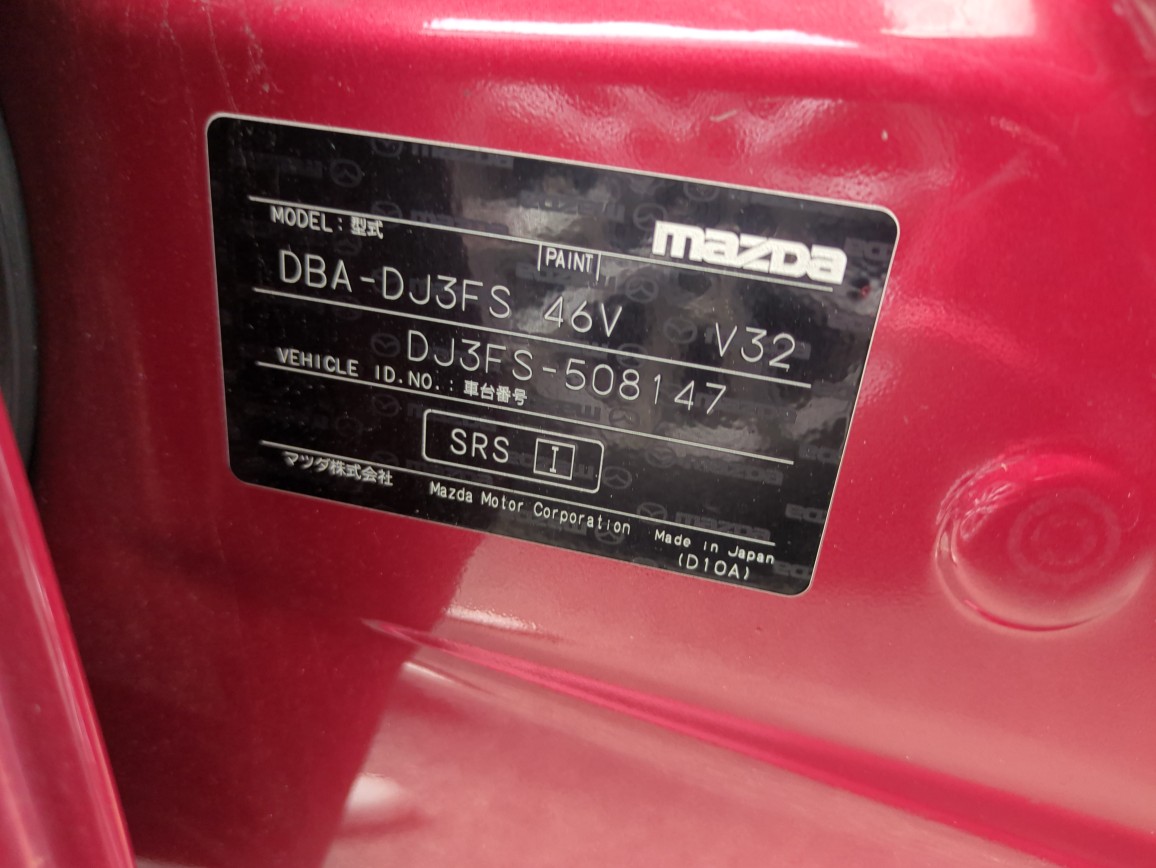 mazda
MODEL : 型式
PAINT
DBA-DJ3FS 46V V32
DJ3FS-508147
VEHICLE ID.NO. : 車台番号
SRS I
マツダ株式会社 Mazda Motor Corporation Made in Japan
(D10A)